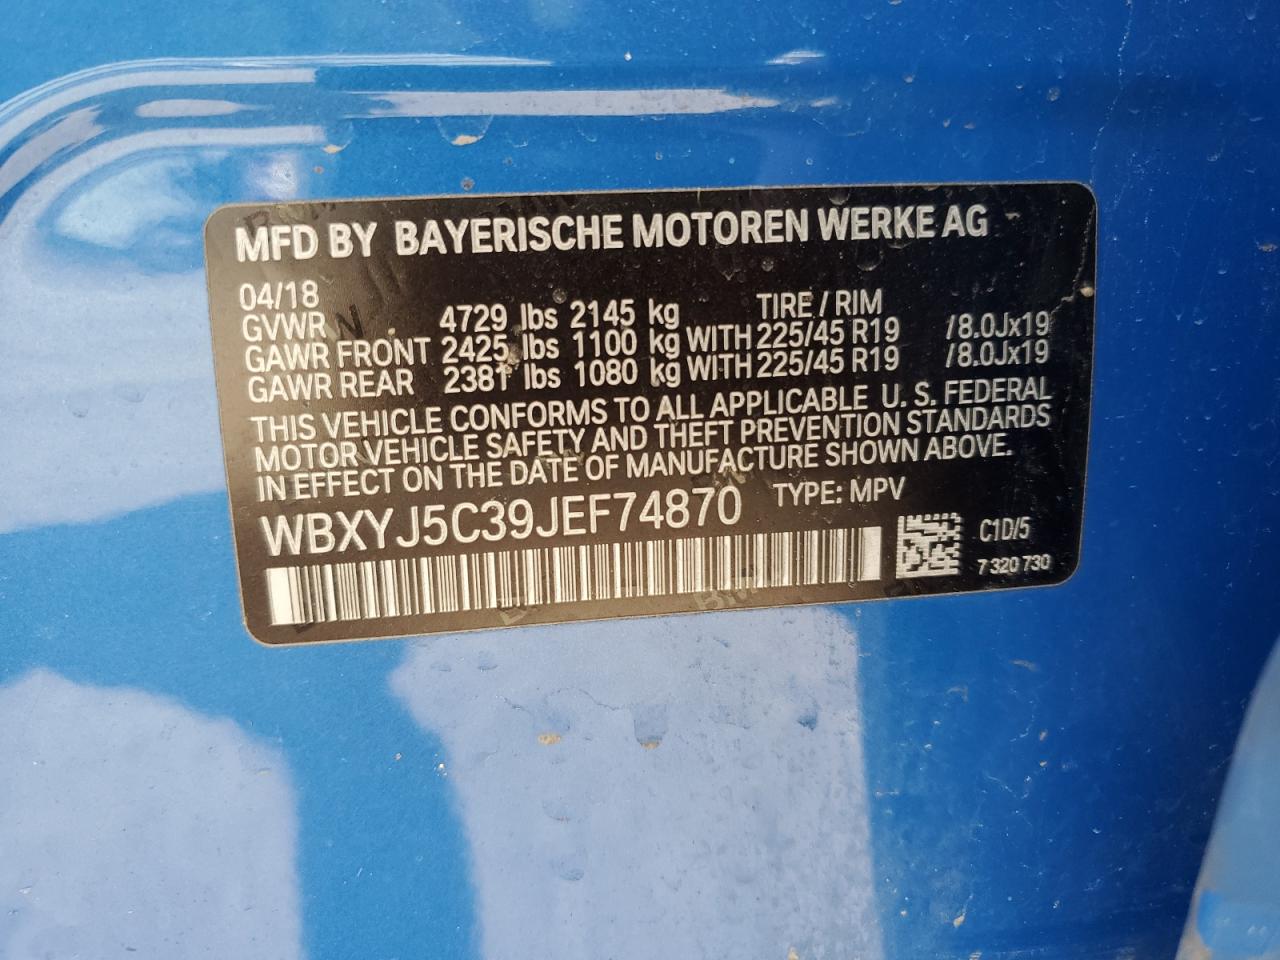 MFD BY BAYERISCHE MOTOREN WERKE AG
04/18
GVWR 4729 lbs 2145 kg TIRE / RIM
GAWR FRONT 2425 lbs 1100 kg WITH 225/45 R19 /8.0Jx19
GAWR REAR 2381 lbs 1080 kg WITH 225/45 R19 /8.0Jx19
THIS VEHICLE CONFORMS TO ALL APPLICABLE U. S. FEDERAL
MOTOR VEHICLE SAFETY AND THEFT PREVENTION STANDARDS
IN EFFECT ON THE DATE OF MANUFACTURE SHOWN ABOVE.
WBXYJ5C39JEF74870 TYPE: MPV
C1D/5
7 320 730